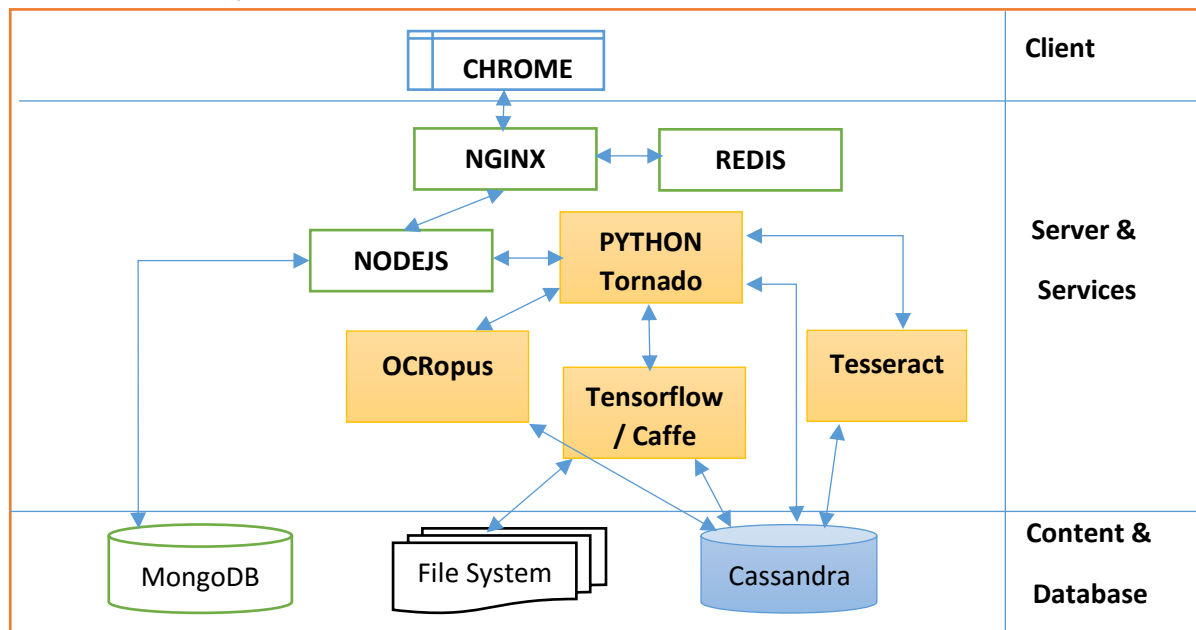 CHROME
Client
NGINX
REDIS
NODEJS
PYTHON
Tornado
Server &
Services
OCRopus
Tensorflow
/ Caffe
Tesseract
MongoDB
File System
Cassandra
Content &
Database